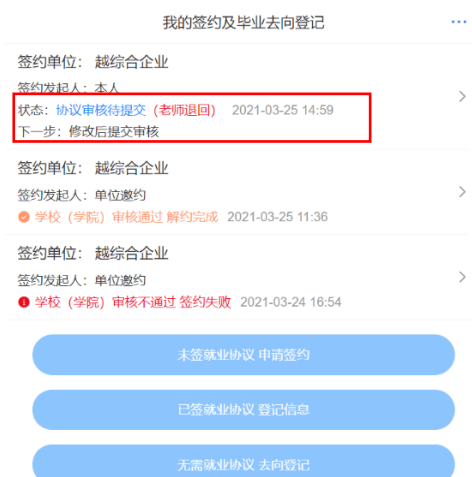 我的签约及毕业去向登记
签约单位： 越综合企业
签约发起人：本人
状态：协议审核待提交（老师退回） 2021-03-25 14:59
下一步：修改后提交审核
签约单位： 越综合企业
签约发起人：单位邀约
学校（学院）审核通过 解约完成 2021-03-25 11:36
签约单位： 越综合企业
签约发起人：单位邀约
学校（学院）审核不通过 签约失败 2021-03-24 16:54
未签就业协议 申请签约
已签就业协议 登记信息
无需就业协议 去向登记